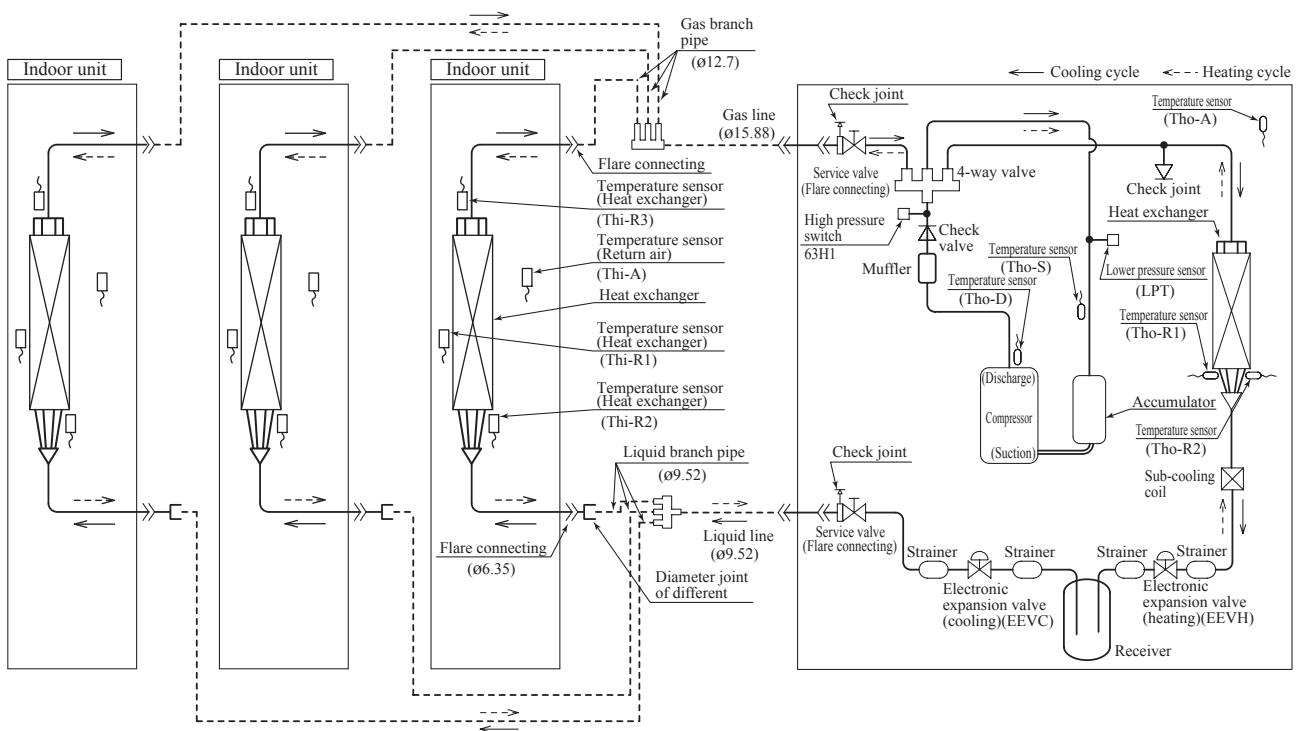 Gas branch
pipe
(ø12.7)
Indoor unit
Indoor unit
Indoor unit
Cooling cycle
Heating cycle
Check joint
Temperature sensor
(Tho-A)
Gas line
(ø15.88)
Flare connecting
Service valve
(Flare connecting)
4-way valve
Check joint
Temperature sensor
(Heat exchanger)
(Thi-R3)
High pressure
switch
63H1
Check
valve
Heat exchanger
Temperature sensor
(Return air)
(Thi-A)
Muffler
Temperature sensor
(Tho-S)
Temperature sensor
(Tho-D)
Lower pressure sensor
(LPT)
Heat exchanger
Temperature sensor
(Tho-R1)
Temperature sensor
(Heat exchanger)
(Thi-R1)
Temperature sensor
(Heat exchanger)
(Thi-R2)
(Discharge)
Compressor
(Suction)
Accumulator
Temperature sensor
(Tho-R2)
Liquid branch pipe
(ø9.52)
Check joint
Sub-cooling
coil
Flare connecting
(ø6.35)
Liquid line
(ø9.52)
Service valve
(Flare connecting)
Diameter joint
of different
Strainer
Strainer
Strainer
Strainer
Electronic
expansion valve
(cooling)(EEVC)
Electronic
expansion valve
(heating)(EEVH)
Receiver